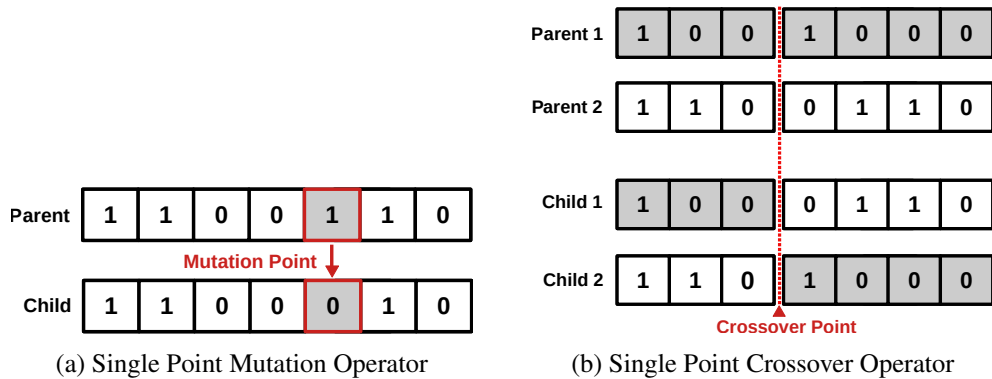 Parent 1 1 0 0 1 0 0 0
Parent 2 1 1 0 0 1 1 0
Parent 1 1 0 0 1 1 0
Mutation Point
Child 1 1 0 0 0 1 0
Child 1 1 0 0 0 1 1 0
Child 2 1 1 0 1 0 0 0
Crossover Point
(a) Single Point Mutation Operator
(b) Single Point Crossover Operator